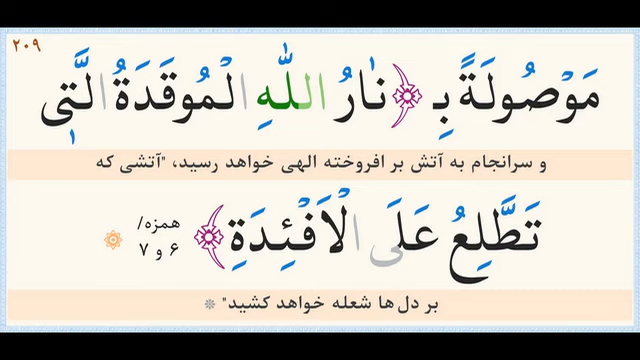 ۲۰۹
مَوْصُولَةً بِـ ﴿نٰارُ اللّٰهِ الْمُوقَدَةُ الَّتٖی
و سرانجام به آتش بر افروخته الهی خواهد رسید، "آتشی که
تَطَّلِعُ عَلَی الْاَفْئِدَةِ﴾ همزه/ ۶ و ۷
بر دل‌ها شعله خواهد کشید"